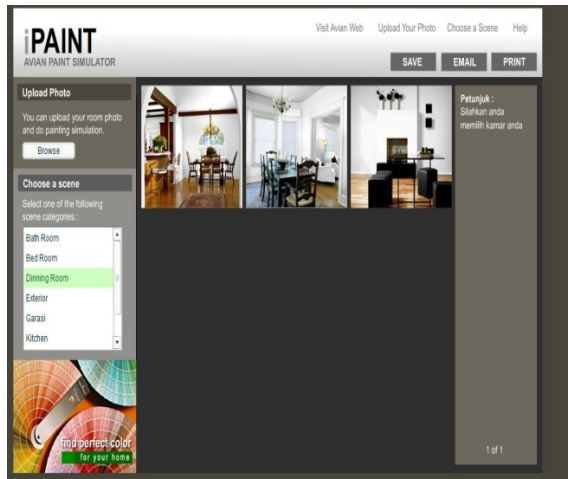 iPAINT
AVIAN PAINT SIMULATOR
Visit Avian Web Upload Your Photo Choose a Scene Help
SAVE EMAIL PRINT
Upload Photo
You can upload your room photo
and do painting simulation.
Browse
Choose a scene
Select one of the following
scene categories :
Bath Room
Bed Room
Dinning Room
Exterior
Garasi
Kitchen
find perfect color
for your home
Petunjuk :
Silahkan anda
memilih kamar anda
1 of 1